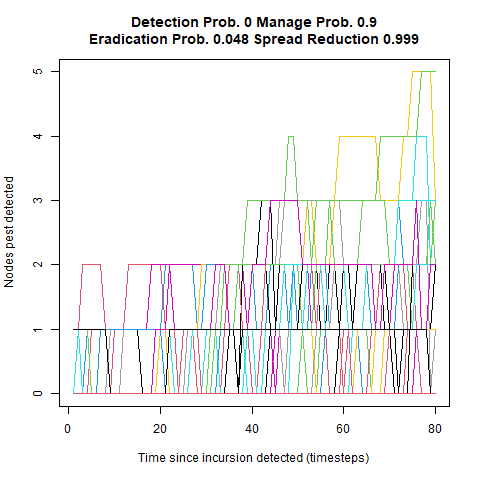 Detection Prob. 0 Manage Prob. 0.9
Eradication Prob. 0.048 Spread Reduction 0.999
Nodes pest detected
5
4
3
2
1
0
0 20 40 60 80
Time since incursion detected (timesteps)